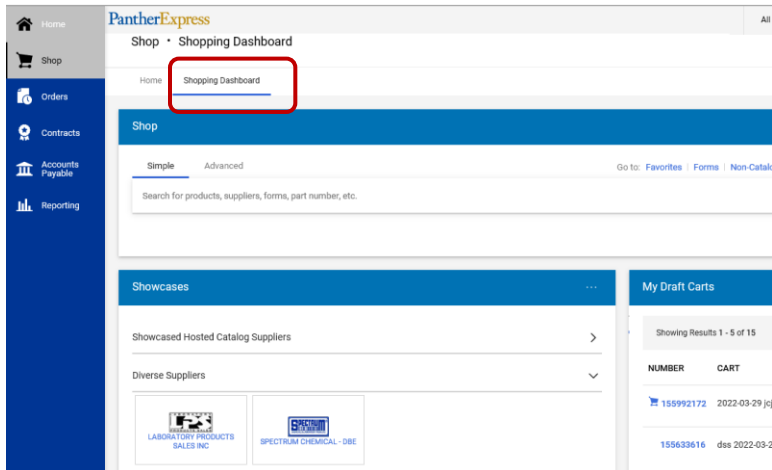 Home
Shop
Orders
Contracts
Accounts
Payable
Reporting
PantherExpress
All
Shop • Shopping Dashboard
Home Shopping Dashboard
Shop
Simple Advanced
Go to: Favorites | Forms | Non-Catalo
Search for products, suppliers, forms, part number, etc.
Showcases ...
Showcased Hosted Catalog Suppliers
Diverse Suppliers
LPS
LABORATORY PRODUCTS
SALES INC
SPECTRUM
SPECTRUM CHEMICAL - DBE
My Draft Carts
Showing Results 1 - 5 of 15
NUMBER CART
155992172 2022-03-29 jcj
155633616 dss 2022-03-2